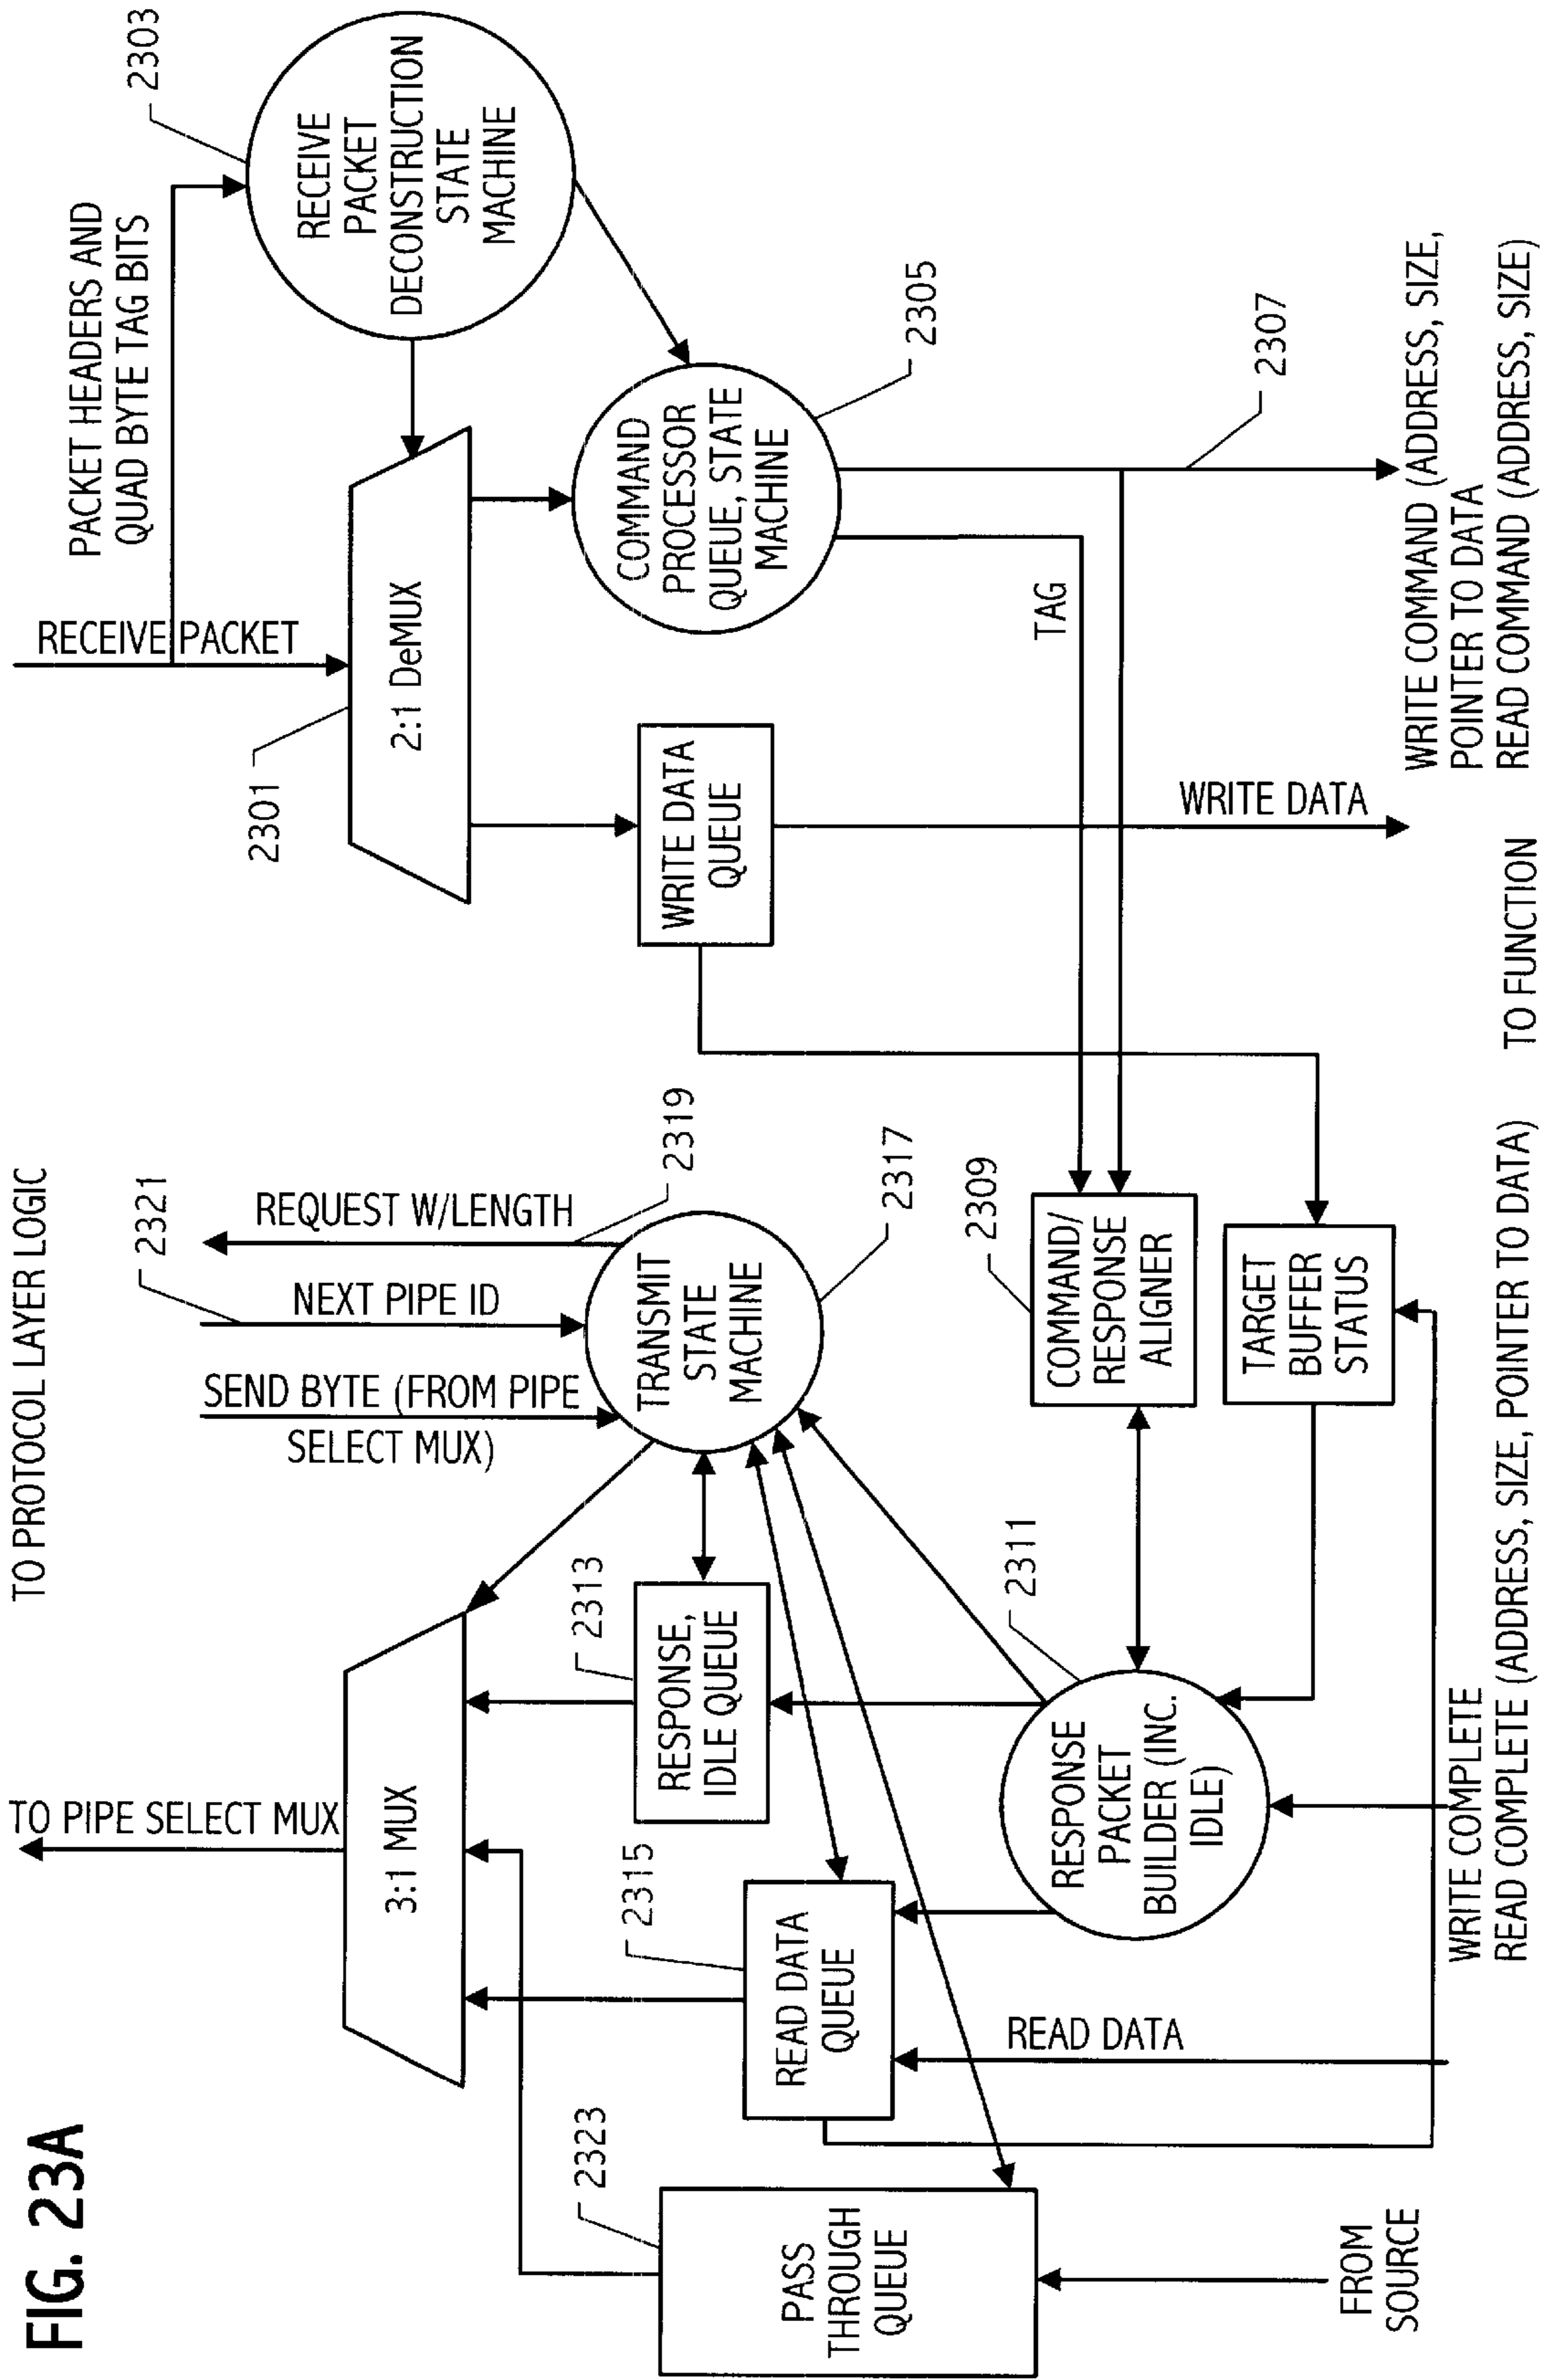 FIG. 23A
TO PROTOCOL LAYER LOGIC
TO PIPE SELECT MUX
3:1 MUX
SEND BYTE (FROM PIPE
SELECT MUX)
NEXT PIPE ID
REQUEST W/LENGTH
2321
2319
TRANSMIT
STATE
MACHINE
2317
2313
RESPONSE,
IDLE QUEUE
2315
READ DATA
QUEUE
2323
PASS
THROUGH
QUEUE
FROM
SOURCE
READ DATA
2311
RESPONSE
PACKET
BUILDER (INC.
IDLE)
2309
COMMAND/
RESPONSE
ALIGNER
TARGET
BUFFER
STATUS
WRITE COMPLETE
READ COMPLETE (ADDRESS, SIZE, POINTER TO DATA)
TO FUNCTION
RECEIVE PACKET
PACKET HEADERS AND
QUAD BYTE TAG BITS
2303
RECEIVE
PACKET
DECONSTRUCTION
STATE
MACHINE
2301
2:1 DeMUX
WRITE DATA
QUEUE
COMMAND
PROCESSOR
QUEUE, STATE
MACHINE
2305
TAG
2307
WRITE DATA
WRITE COMMAND (ADDRESS, SIZE,
POINTER TO DATA
READ COMMAND (ADDRESS, SIZE)